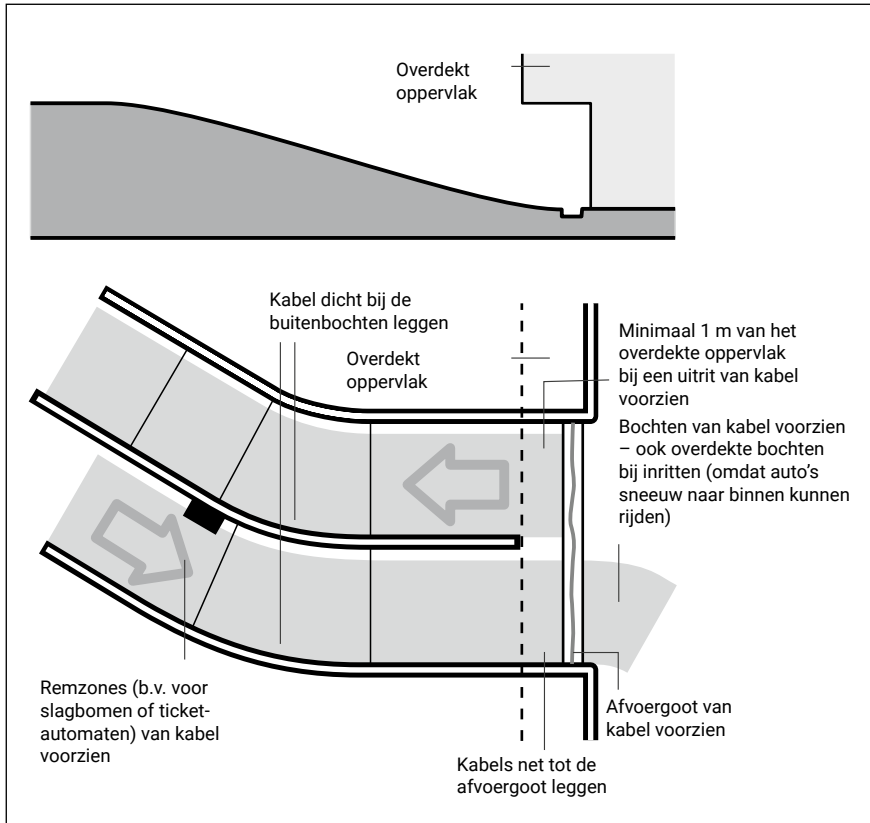 Overdekt
oppervlak
Kabel dicht bij de
buitenbochten leggen
Overdekt
oppervlak
Minimaal 1 m van het
overdekte oppervlak
bij een uitrit van kabel
voorzien
Bochten van kabel voorzien
– ook overdekte bochten
bij inritten (omdat auto's
sneeuw naar binnen kunnen
rijden)
Remzones (b.v. voor
slagbomen of ticket-
automaten) van kabel
voorzien
Afvoergoot van
kabel voorzien
Kabels net tot de
afvoergoot leggen